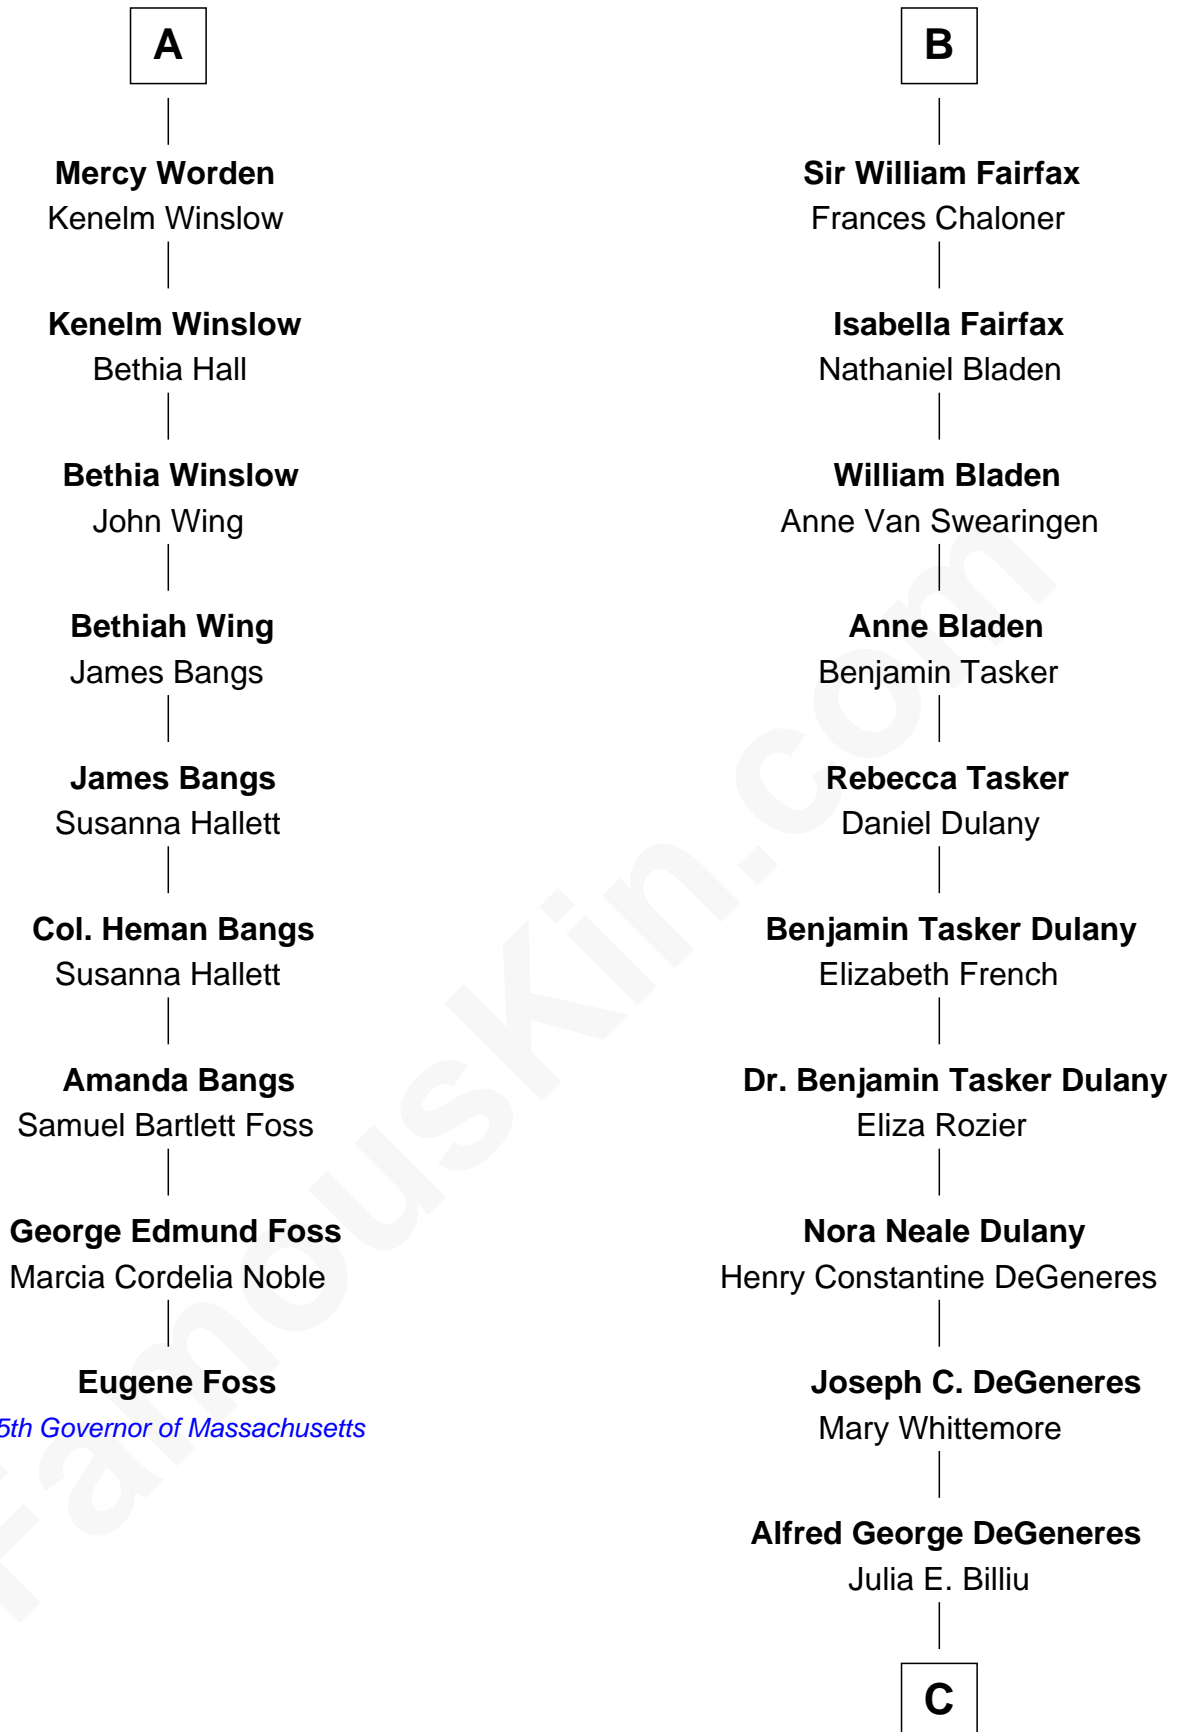 A
Mercy Worden
Kenelm Winslow
Kenelm Winslow
Bethia Hall
Bethia Winslow
John Wing
Bethiah Wing
James Bangs
James Bangs
Susanna Hallett
Col. Heman Bangs
Susanna Hallett
Amanda Bangs
Samuel Bartlett Foss
George Edmund Foss
Marcia Cordelia Noble
Eugene Foss
5th Governor of Massachusetts
B
Sir William Fairfax
Frances Chaloner
Isabella Fairfax
Nathaniel Bladen
William Bladen
Anne Van Swearingen
Anne Bladen
Benjamin Tasker
Rebecca Tasker
Daniel Dulany
Benjamin Tasker Dulany
Elizabeth French
Dr. Benjamin Tasker Dulany
Eliza Rozier
Nora Neale Dulany
Henry Constantine DeGeneres
Joseph C. DeGeneres
Mary Whittemore
Alfred George DeGeneres
Julia E. Billiu
C
FamousKin.com